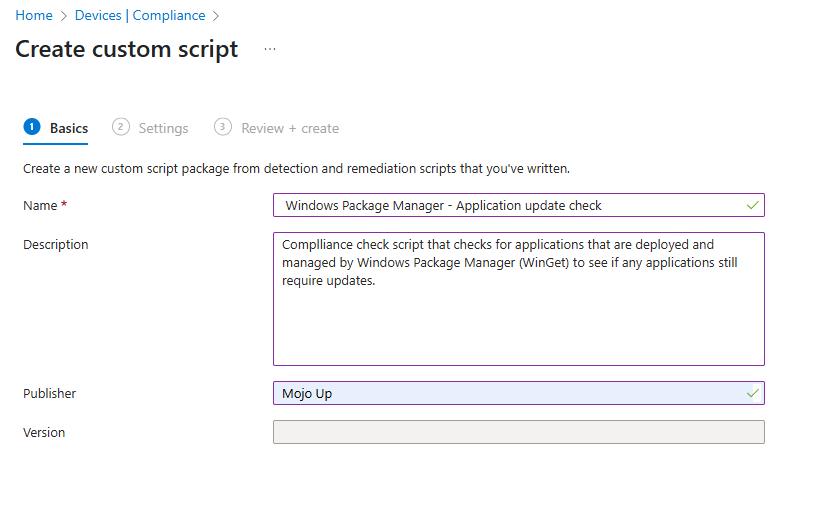 Home > Devices | Compliance >
Create custom script ...
1 Basics 2 Settings 3 Review + create
Create a new custom script package from detection and remediation scripts that you've written.
Name * Windows Package Manager - Application update check
Description Complliance check script that checks for applications that are deployed and
managed by Windows Package Manager (WinGet) to see if any applications still
require updates.
Publisher Mojo Up
Version